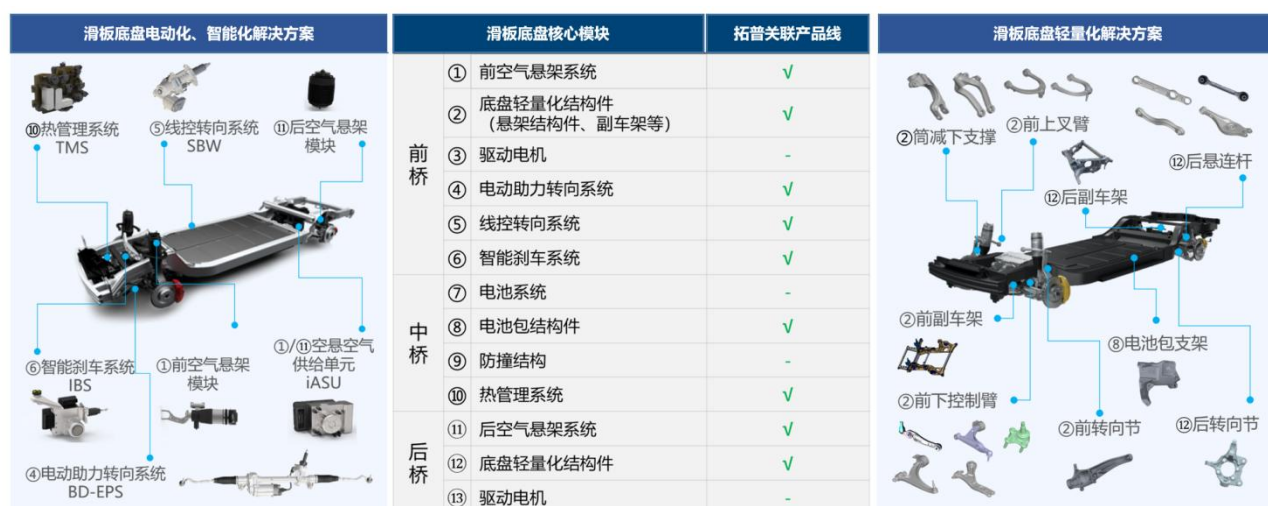 滑板底盘电动化、智能化解决方案
⑩热管理系统
TMS
⑤线控转向系统
SBW
⑪后空气悬架
模块
⑥智能刹车系统
IBS
①前空气悬架
模块
①/⑪空悬空气
供给单元
iASU
④电动助力转向系统
BD-EPS
滑板底盘核心模块
拓普关联产品线
前桥
① 前空气悬架系统 √
② 底盘轻量化结构件
（悬架结构件、副车架等） √
③ 驱动电机 -
④ 电动助力转向系统 √
⑤ 线控转向系统 √
⑥ 智能刹车系统 √
中桥
⑦ 电池系统 -
⑧ 电池包结构件 √
⑨ 防撞结构 -
⑩ 热管理系统 √
后桥
⑪ 后空气悬架系统 √
⑫ 底盘轻量化结构件 √
⑬ 驱动电机 -
滑板底盘轻量化解决方案
②筒减下支撑
②前上叉臂
⑫后悬连杆
⑫后副车架
②前副车架
⑧电池包支架
②前下控制臂
②前转向节
⑫后转向节